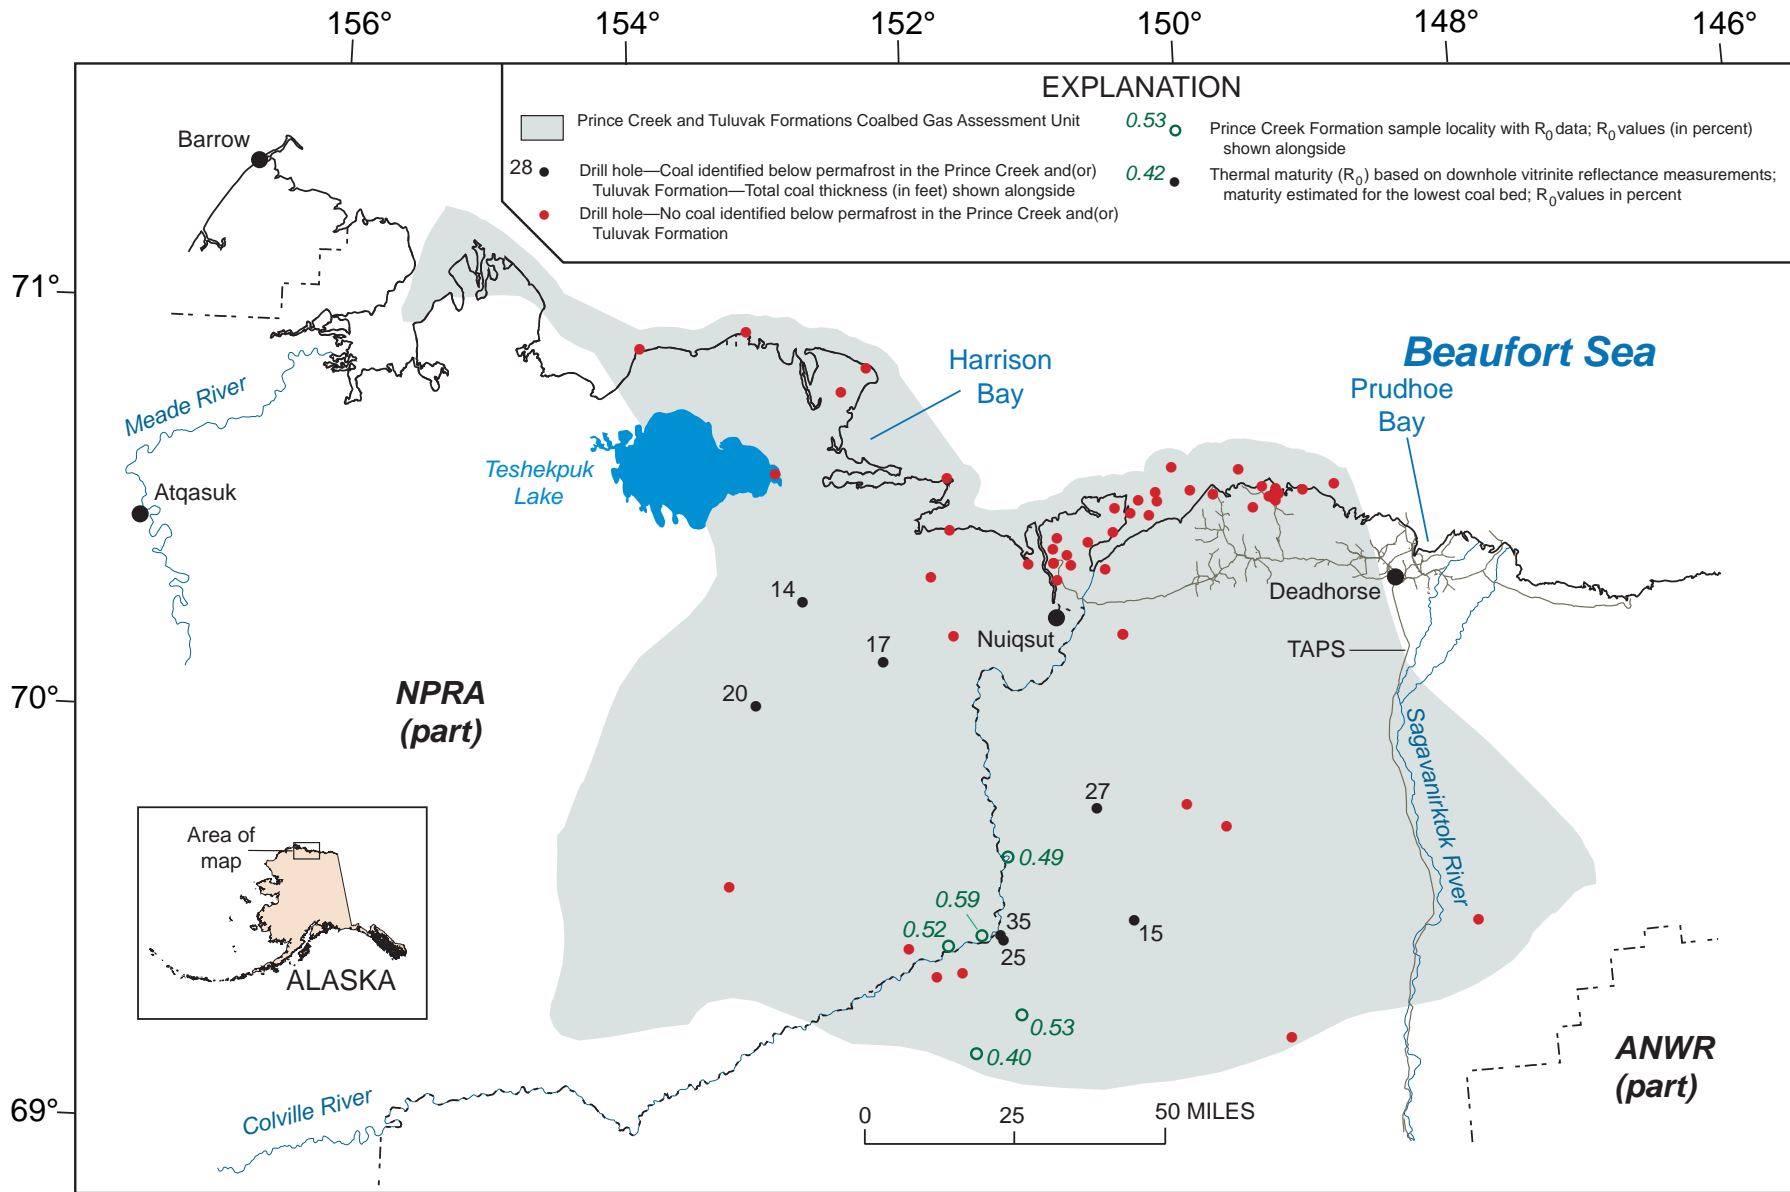 156° 154° 152° 150° 148° 146°
EXPLANATION
Prince Creek and Tuluvak Formations Coalbed Gas Assessment Unit
28 Drill hole—Coal identified below permafrost in the Prince Creek and(or)
Tuluvak Formation—Total coal thickness (in feet) shown alongside
Drill hole—No coal identified below permafrost in the Prince Creek and(or)
Tuluvak Formation
0.53 Prince Creek Formation sample locality with R0 data; R0 values (in percent)
shown alongside
0.42 Thermal maturity (R0) based on downhole vitrinite reflectance measurements;
maturity estimated for the lowest coal bed; R0 values in percent
Barrow
71°
Beaufort Sea
Harrison
Bay
Prudhoe
Bay
Meade River
Teshekpuk
Lake
Atqasuk
Deadhorse
14
Nuiqsut
17
TAPS
NPRA
(part)
20
70°
Sagavanirktok River
27
Area of
map
ALASKA
0.49
0.59
0.52
35
25
15
0.53
0.40
ANWR
(part)
Colville River
69°
0 25 50 MILES